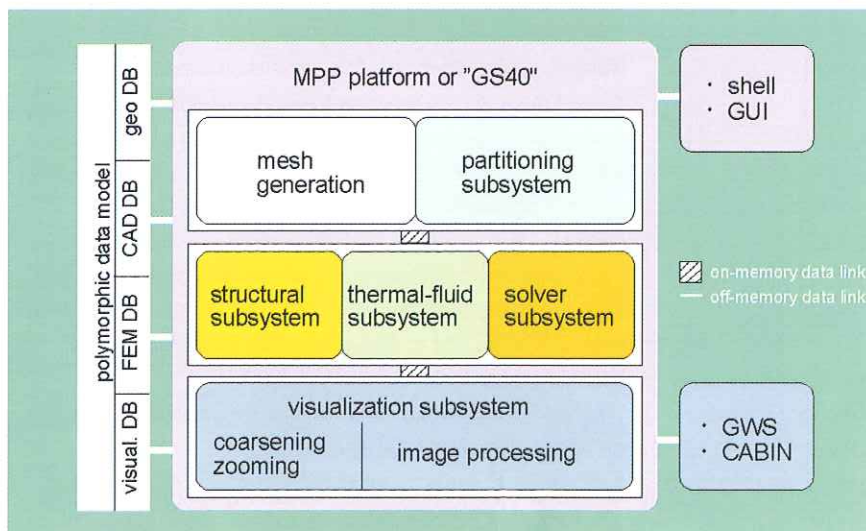 polymorphic data model
geo DB
CAD DB
FEM DB
visual. DB
MPP platform or "GS40"
mesh
generation
partitioning
subsystem
structural
subsystem
thermal-fluid
subsystem
solver
subsystem
visualization subsystem
coarsening
zooming
image processing
· shell
· GUI
on-memory data link
off-memory data link
· GWS
· CABIN